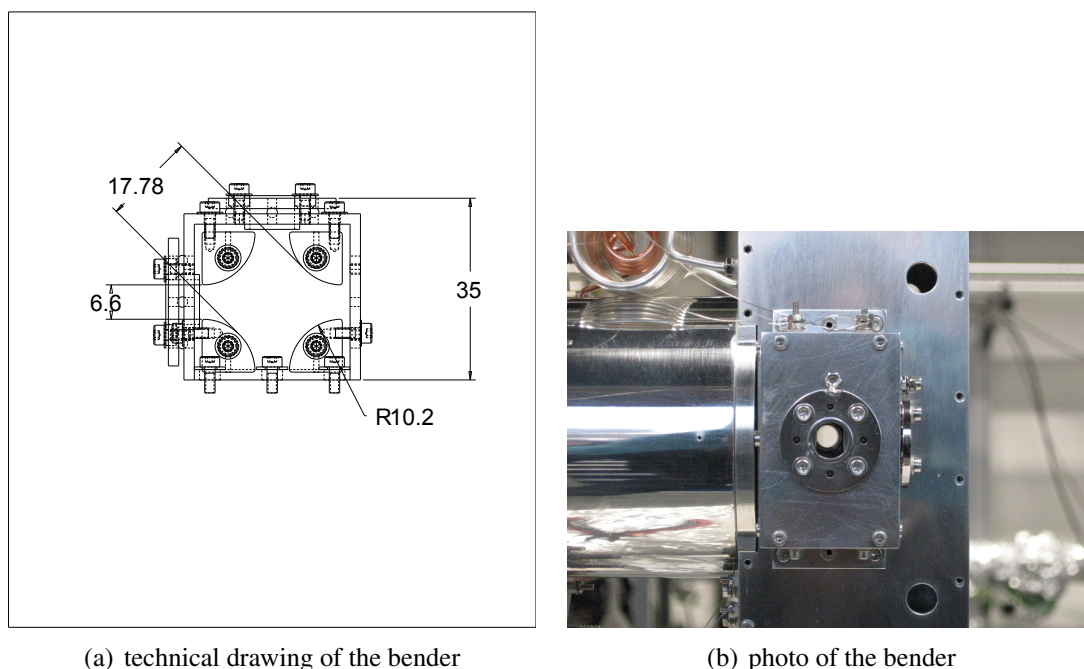 17.78
6.6
35
R10.2
(a) technical drawing of the bender
(b) photo of the bender